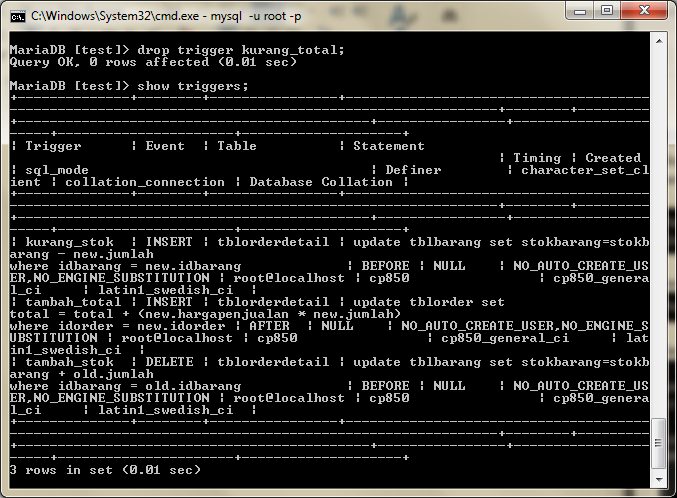 C:\Windows\System32\cmd.exe - mysql  -u root -p
MariaDB [test]> drop trigger kurang_total;
Query OK, 0 rows affected (0.01 sec)
MariaDB [test]> show triggers;
| Trigger      | Event  | Table         | Statement
| Timing | Created
| sql_mode                                   | Definer        | character_set_cl
ient | collation_connection | Database Collation |
| kurang_stok  | INSERT | tblorderdetail | update tblbarang set stokbarang=stokb
arang - new.jumlah
where idbarang = new.idbarang             | BEFORE | NULL    | NO_AUTO_CREATE_US
ER,NO_ENGINE_SUBSTITUTION | root@localhost | cp850                | cp850_genera
l_ci     | latin1_swedish_ci  |
| tambah_total | INSERT | tblorderdetail | update tblorder set
total = total + (new.hargapenjualan * new.jumlah)
where idorder = new.idorder | AFTER  | NULL    | NO_AUTO_CREATE_USER,NO_ENGINE_S
UBSTITUTION | root@localhost | cp850                | cp850_general_ci     | lat
in1_swedish_ci  |
| tambah_stok  | DELETE | tblorderdetail | update tblbarang set stokbarang=stokb
arang + old.jumlah
where idbarang = old.idbarang             | BEFORE | NULL    | NO_AUTO_CREATE_US
ER,NO_ENGINE_SUBSTITUTION | root@localhost | cp850                | cp850_genera
l_ci     | latin1_swedish_ci  |
3 rows in set (0.01 sec)